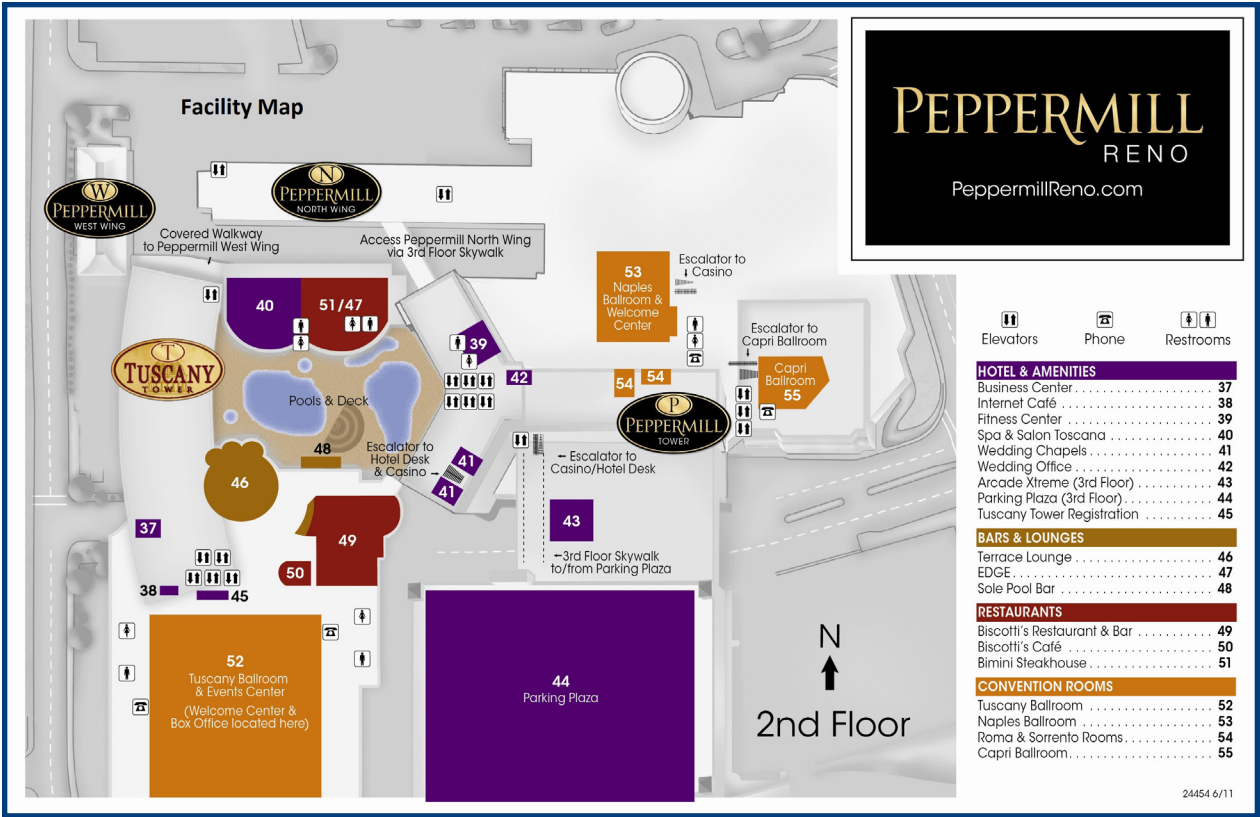 Facility Map
PEPPERMILL
RENO
PeppermillReno.com
W
PEPPERMILL
WEST WING
N
PEPPERMILL
NORTH WING
Covered Walkway
to Peppermill West Wing
Access Peppermill North Wing
via 3rd Floor Skywalk
40
51/47
39
42
53
Naples
Ballroom &
Welcome
Center
Escalator to
Casino
Escalator to
Capri Ballroom
Capri
Ballroom
55
54
54
P
PEPPERMILL
TOWER
T
TUSCANY
TOWER
Pools & Deck
48
46
Escalator to
Hotel Desk
& Casino →
41
41
← Escalator to
Casino/Hotel Desk
43
←3rd Floor Skywalk
to/from Parking Plaza
37
49
50
38
45
52
Tuscany Ballroom
& Events Center
(Welcome Center &
Box Office located here)
44
Parking Plaza
N
2nd Floor
Elevators
Phone
Restrooms
HOTEL & AMENITIES
Business Center . . . . . . . . . . . . . . . . . . . . . . 37
Internet Café . . . . . . . . . . . . . . . . . . . . . . . . 38
Fitness Center . . . . . . . . . . . . . . . . . . . . . . . . 39
Spa & Salon Toscana . . . . . . . . . . . . . . . . . . 40
Wedding Chapels . . . . . . . . . . . . . . . . . . . . . 41
Wedding Office . . . . . . . . . . . . . . . . . . . . . . 42
Arcade Xtreme (3rd Floor) . . . . . . . . . . . . . . 43
Parking Plaza (3rd Floor) . . . . . . . . . . . . . . . . 44
Tuscany Tower Registration . . . . . . . . . . 45
BARS & LOUNGES
Terrace Lounge . . . . . . . . . . . . . . . . . . . . . . 46
EDGE . . . . . . . . . . . . . . . . . . . . . . . . . . . . . . 47
Sole Pool Bar . . . . . . . . . . . . . . . . . . . . . . . . 48
RESTAURANTS
Biscotti's Restaurant & Bar . . . . . . . . . . . 49
Biscotti's Café . . . . . . . . . . . . . . . . . . . . . . . 50
Bimini Steakhouse . . . . . . . . . . . . . . . . . . . . 51
CONVENTION ROOMS
Tuscany Ballroom . . . . . . . . . . . . . . . . . . . . 52
Naples Ballroom . . . . . . . . . . . . . . . . . . . . . 53
Roma & Sorrento Rooms . . . . . . . . . . . . . . . 54
Capri Ballroom . . . . . . . . . . . . . . . . . . . . . . . 55
24454 6/11